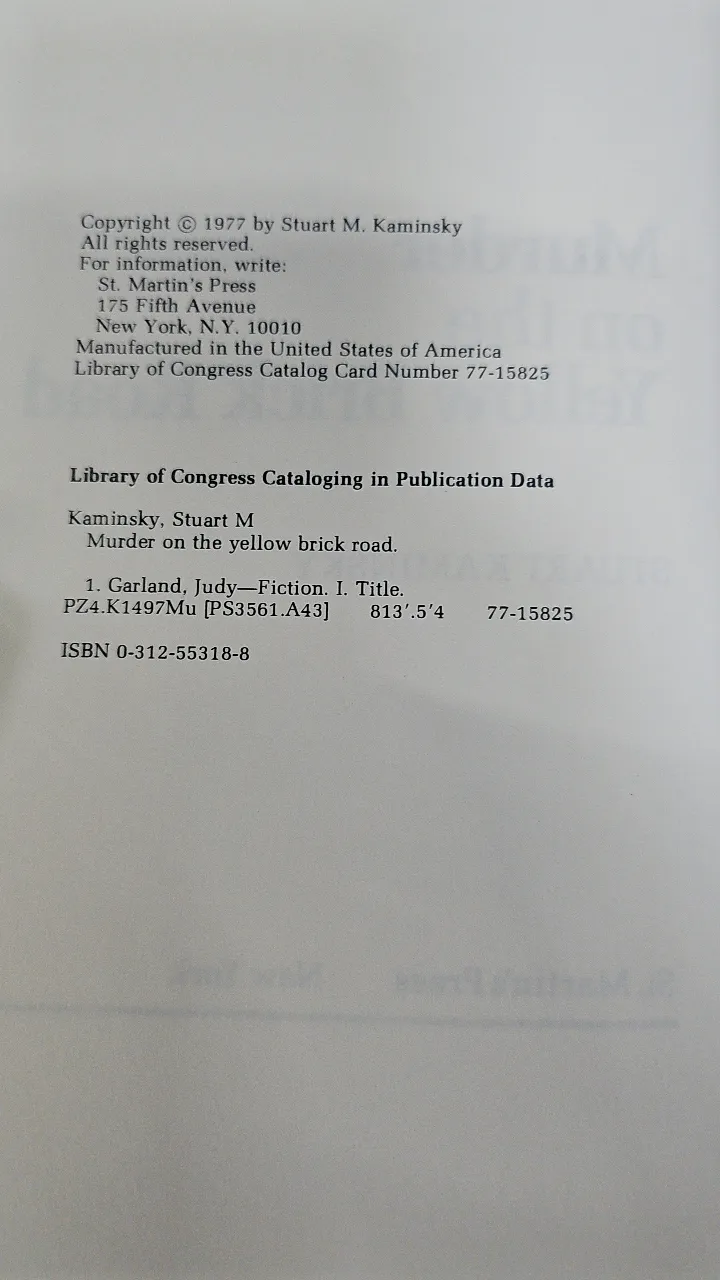 Copyright © 1977 by Stuart M. Kaminsky
All rights reserved.
For information, write:
St. Martin's Press
175 Fifth Avenue
New York, N.Y. 10010
Manufactured in the United States of America
Library of Congress Catalog Card Number 77-15825
Library of Congress Cataloging in Publication Data
Kaminsky, Stuart M
Murder on the yellow brick road.
1. Garland, Judy—Fiction. I. Title.
PZ4.K1497Mu [PS3561.A43] 813′.5′4 77-15825
ISBN 0-312-55318-8